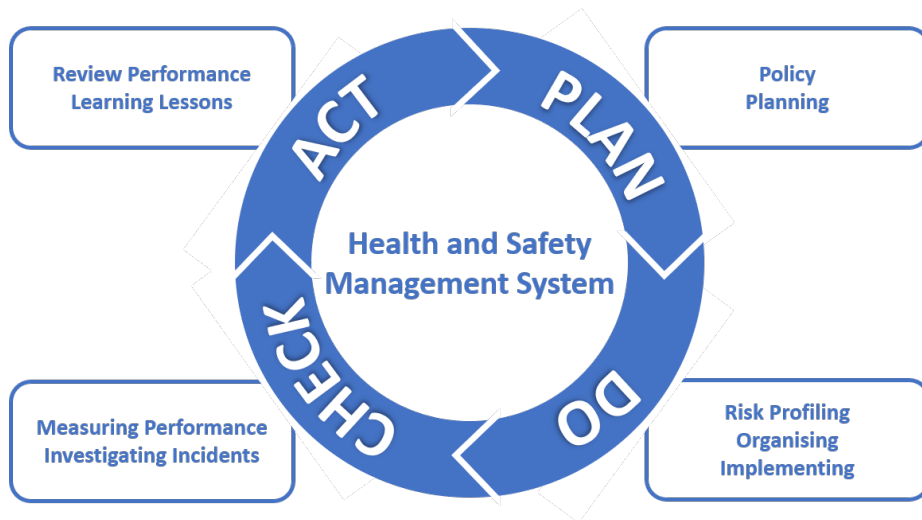 Review Performance
Learning Lessons
Policy
Planning
ACT
PLAN
Health and Safety
Management System
CHECK
DO
Measuring Performance
Investigating Incidents
Risk Profiling
Organising
Implementing